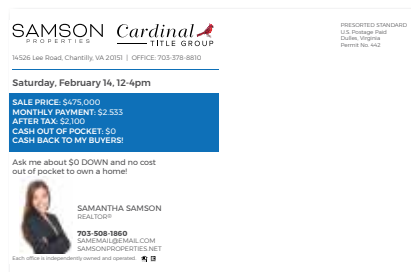 SAMSON
PROPERTIES
Cardinal
TITLE GROUP
14526 Lee Road, Chantilly, VA 20151 | OFFICE: 703-378-8810
PRESORTED STANDARD
U.S. Postage Paid
Dulles, Virginia
Permit No. 442
Saturday, February 14, 12-4pm
SALE PRICE: $475,000
MONTHLY PAYMENT: $2.533
AFTER TAX: $2,100
CASH OUT OF POCKET: $0
CASH BACK TO MY BUYERS!
Ask me about $0 DOWN and no cost
out of pocket to own a home!
SAMANTHA SAMSON
REALTOR®
703-508-1860
SAMEMAIL@EMAIL.COM
SAMSONPROPERTIES.NET
Each office is independently owned and operated